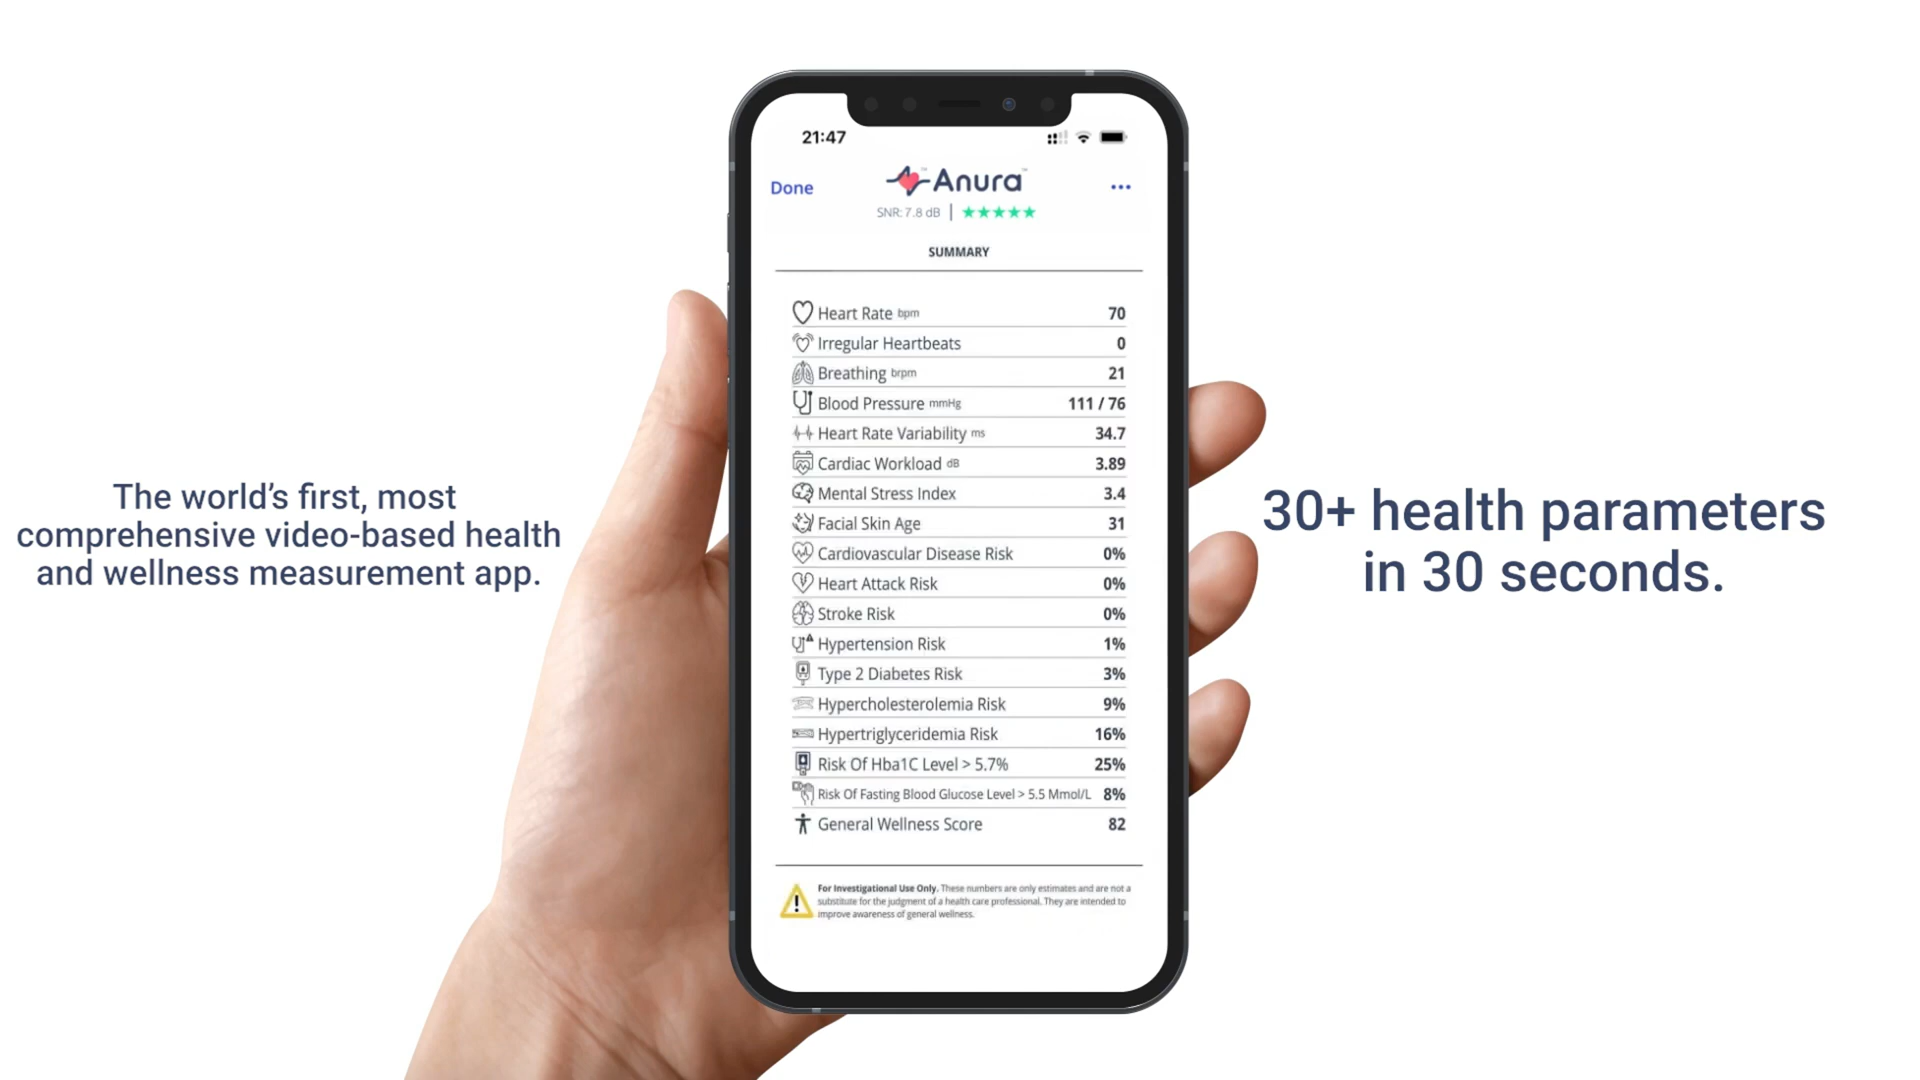 21:47
Done
Anura™
...
SNR: 7.8 dB | ★★★★★
SUMMARY
Heart Rate bpm 70
Irregular Heartbeats 0
Breathing brpm 21
Blood Pressure mmHg 111 / 76
Heart Rate Variability ms 34.7
Cardiac Workload dB 3.89
Mental Stress Index 3.4
Facial Skin Age 31
Cardiovascular Disease Risk 0%
Heart Attack Risk 0%
Stroke Risk 0%
Hypertension Risk 1%
Type 2 Diabetes Risk 3%
Hypercholesterolemia Risk 9%
Hypertriglyceridemia Risk 16%
Risk Of Hba1C Level > 5.7% 25%
Risk Of Fasting Blood Glucose Level > 5.5 Mmol/L 8%
General Wellness Score 82
For Investigational Use Only. These numbers are only estimates and are not a
substitute for the judgment of a health care professional. They are intended to
improve awareness of general wellness.
The world’s first, most
comprehensive video-based health
and wellness measurement app.
30+ health parameters
in 30 seconds.